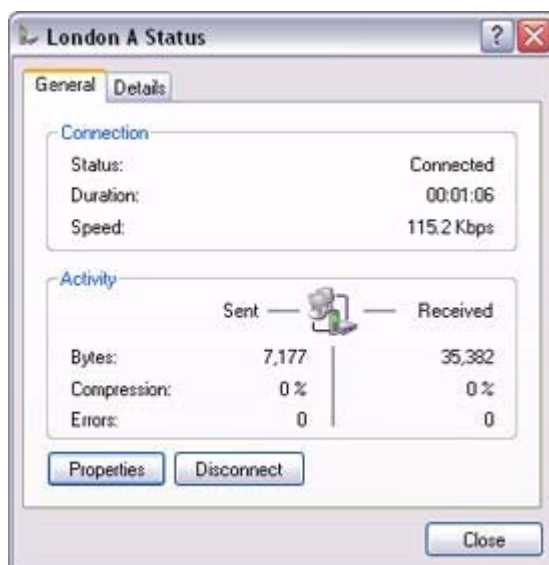 London A Status
General Details
Connection
Status: Connected
Duration: 00:01:06
Speed: 115.2 Kbps
Activity
Sent Received
Bytes: 7,177 35,382
Compression: 0 % 0 %
Errors: 0 0
Properties Disconnect
Close